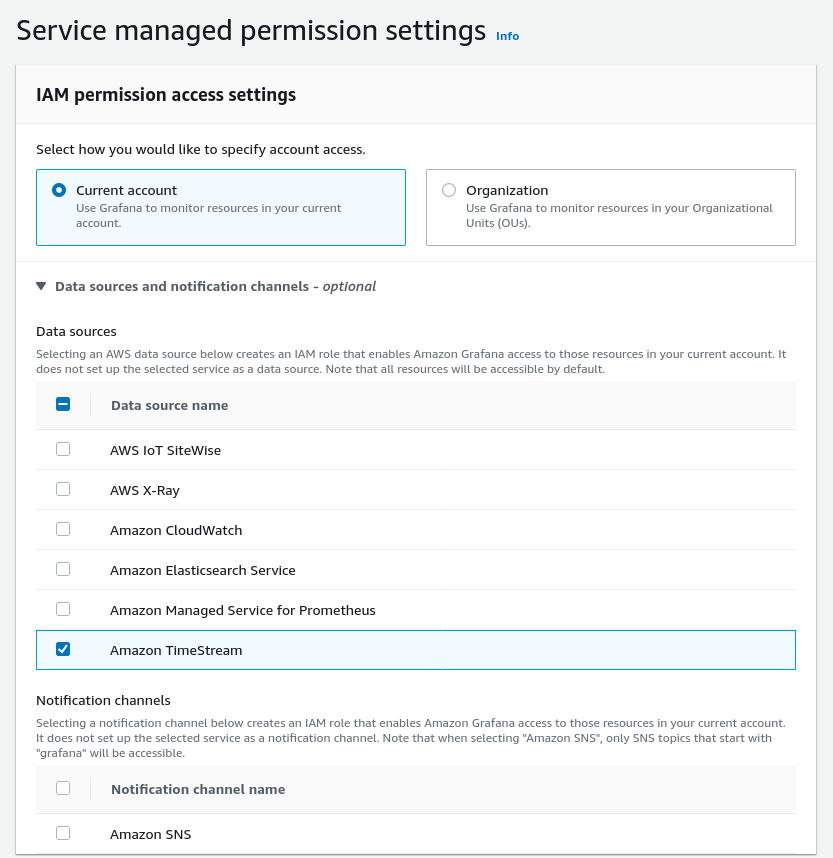 Service managed permission settings Info
IAM permission access settings
Select how you would like to specify account access.
Current account
Use Grafana to monitor resources in your current
account.
Organization
Use Grafana to monitor resources in your Organizational
Units (OUs).
Data sources and notification channels - optional
Data sources
Selecting an AWS data source below creates an IAM role that enables Amazon Grafana access to those resources in your current account. It
does not set up the selected service as a data source. Note that all resources will be accessible by default.
Data source name
AWS IoT SiteWise
AWS X-Ray
Amazon CloudWatch
Amazon Elasticsearch Service
Amazon Managed Service for Prometheus
Amazon TimeStream
Notification channels
Selecting a notification channel below creates an IAM role that enables Amazon Grafana access to those resources in your current account.
It does not set up the selected service as a notification channel. Note that when selecting "Amazon SNS", only SNS topics that start with
"grafana" will be accessible.
Notification channel name
Amazon SNS